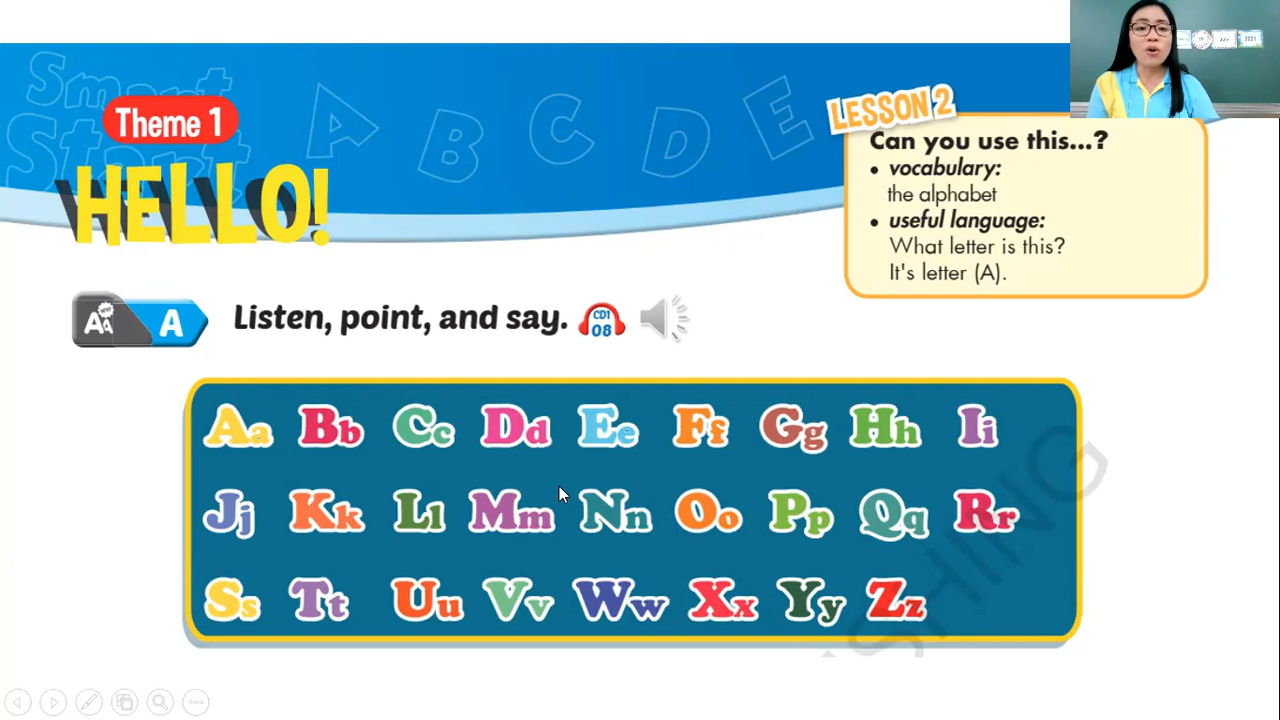 Smart
Start
A B C D E
Theme 1
HELLO!
LESSON 2
Can you use this...?
• vocabulary:
the alphabet
• useful language:
What letter is this?
It's letter (A).
A Listen, point, and say. CD1
08
Aa Bb Cc Dd Ee Ff Gg Hh Ii
Jj Kk Ll Mm Nn Oo Pp Qq Rr
Ss Tt Uu Vv Ww Xx Yy Zz
July
2021